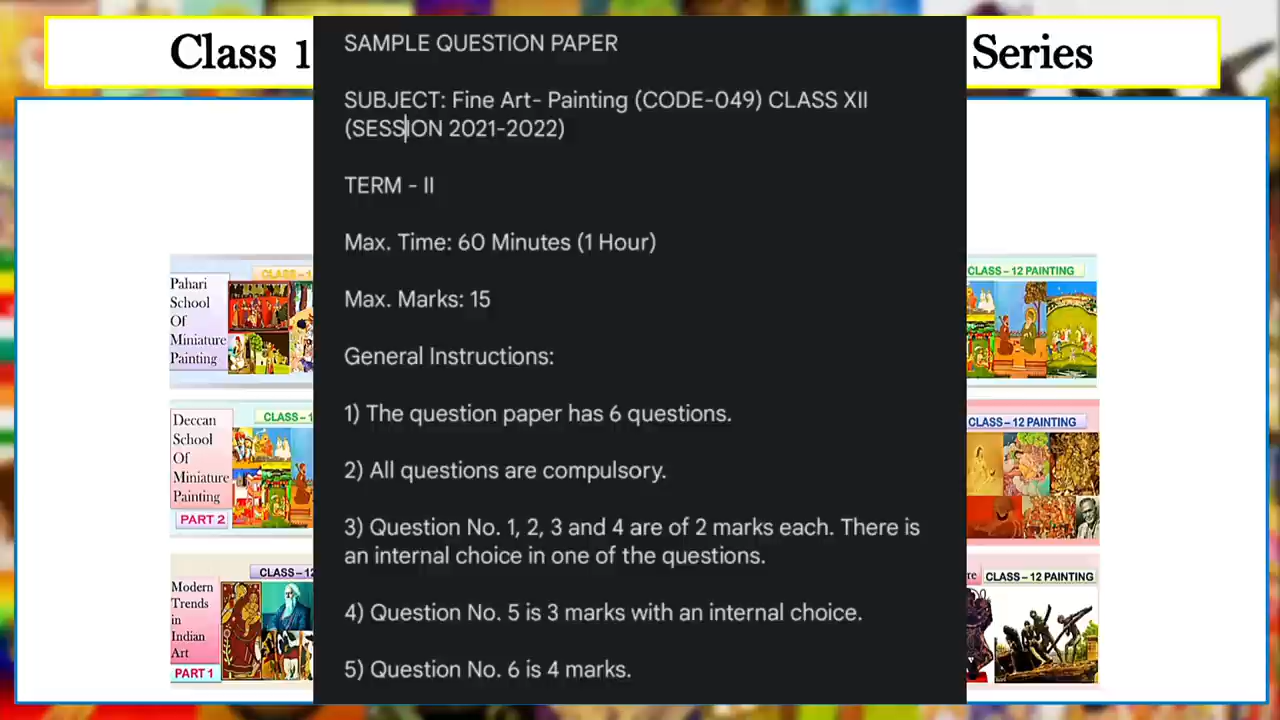 Class 1
Series
SAMPLE QUESTION PAPER
SUBJECT: Fine Art- Painting (CODE-049) CLASS XII
(SESSION 2021-2022)
TERM - II
Max. Time: 60 Minutes (1 Hour)
Max. Marks: 15
General Instructions:
1) The question paper has 6 questions.
2) All questions are compulsory.
3) Question No. 1, 2, 3 and 4 are of 2 marks each. There is
an internal choice in one of the questions.
4) Question No. 5 is 3 marks with an internal choice.
5) Question No. 6 is 4 marks.
Pahari
School
Of
Miniature
Painting
CLASS – 1
CLASS – 12 PAINTING
Deccan
School
Of
Miniature
Painting
PART 2
CLASS – 1
CLASS – 12 PAINTING
Modern
Trends
in
Indian
Art
PART 1
CLASS – 12
re
CLASS – 12 PAINTING